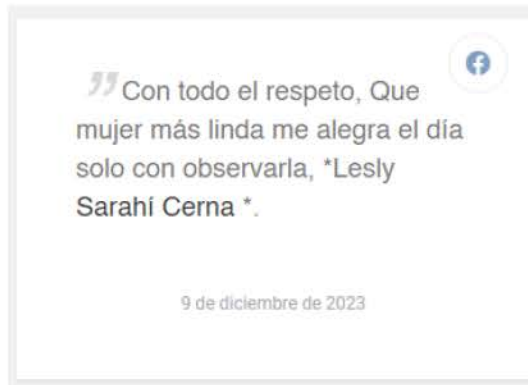 ”Con todo el respeto, Que
mujer más linda me alegra el día
solo con observarla, *Lesly
Sarahí Cerna *.
9 de diciembre de 2023